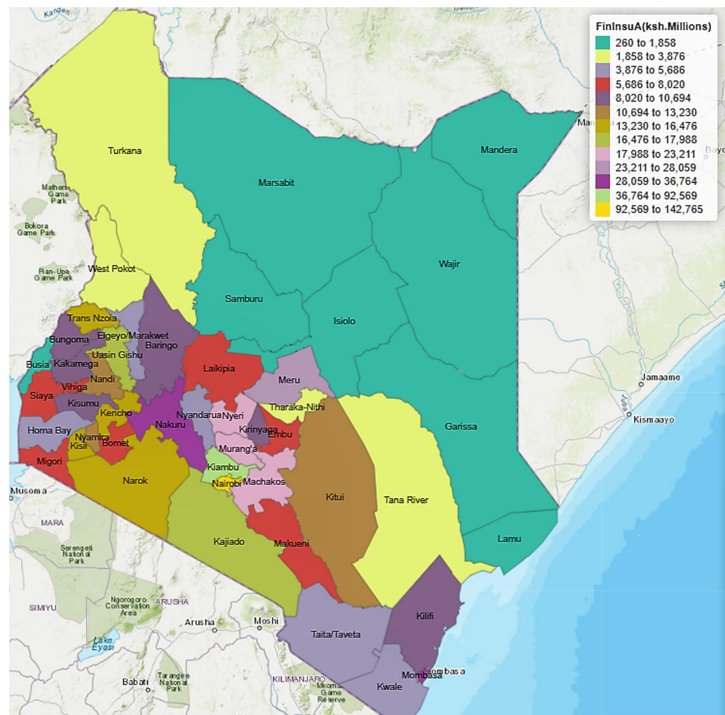 FinInsuA(ksh.Millions)
260 to 1,858
1,858 to 3,876
3,876 to 5,686
5,686 to 8,020
8,020 to 10,694
10,694 to 13,230
13,230 to 16,476
16,476 to 17,988
17,988 to 23,211
23,211 to 28,059
28,059 to 36,764
36,764 to 92,569
92,569 to 142,765
Mandera
Turkana
Marsabit
Game Park
Bokora
Game Park
Wajir
West Pokot
Pian-Upe
Game Park
Samburu
Isiolo
Trans Nzoia
Elgeyo/Marakwet
Bungoma
Baringo
Uasin Gishu
Busia
Kakamega
Laikipia
Jamaame
Nandi
Meru
Vihiga
Siaya
Kisumu
Tharaka-Nithi
Kericho
Nyandarua
Nyeri
Kismaayo
Nakuru
Kirinyaga
Garissa
Homa Bay
Nyamira
Embu
Kisii
Bomet
Murang'a
Migori
Kiambu
Narok
Nairobi
Machakos
Musoma
Kitui
Tana River
MARA
Lamu
Kajiado
Makueni
Serengeti
National
Park
Ngorogoro
Conservation
Area
SIMIYU
ARUSHA
Kilifi
Arusha
Moshi
Taita/Taveta
Lake
Eyasi
Mombasa
Tarangire
National
Park
KILIMANJARO
Babati
Kwale
Game
Reserve